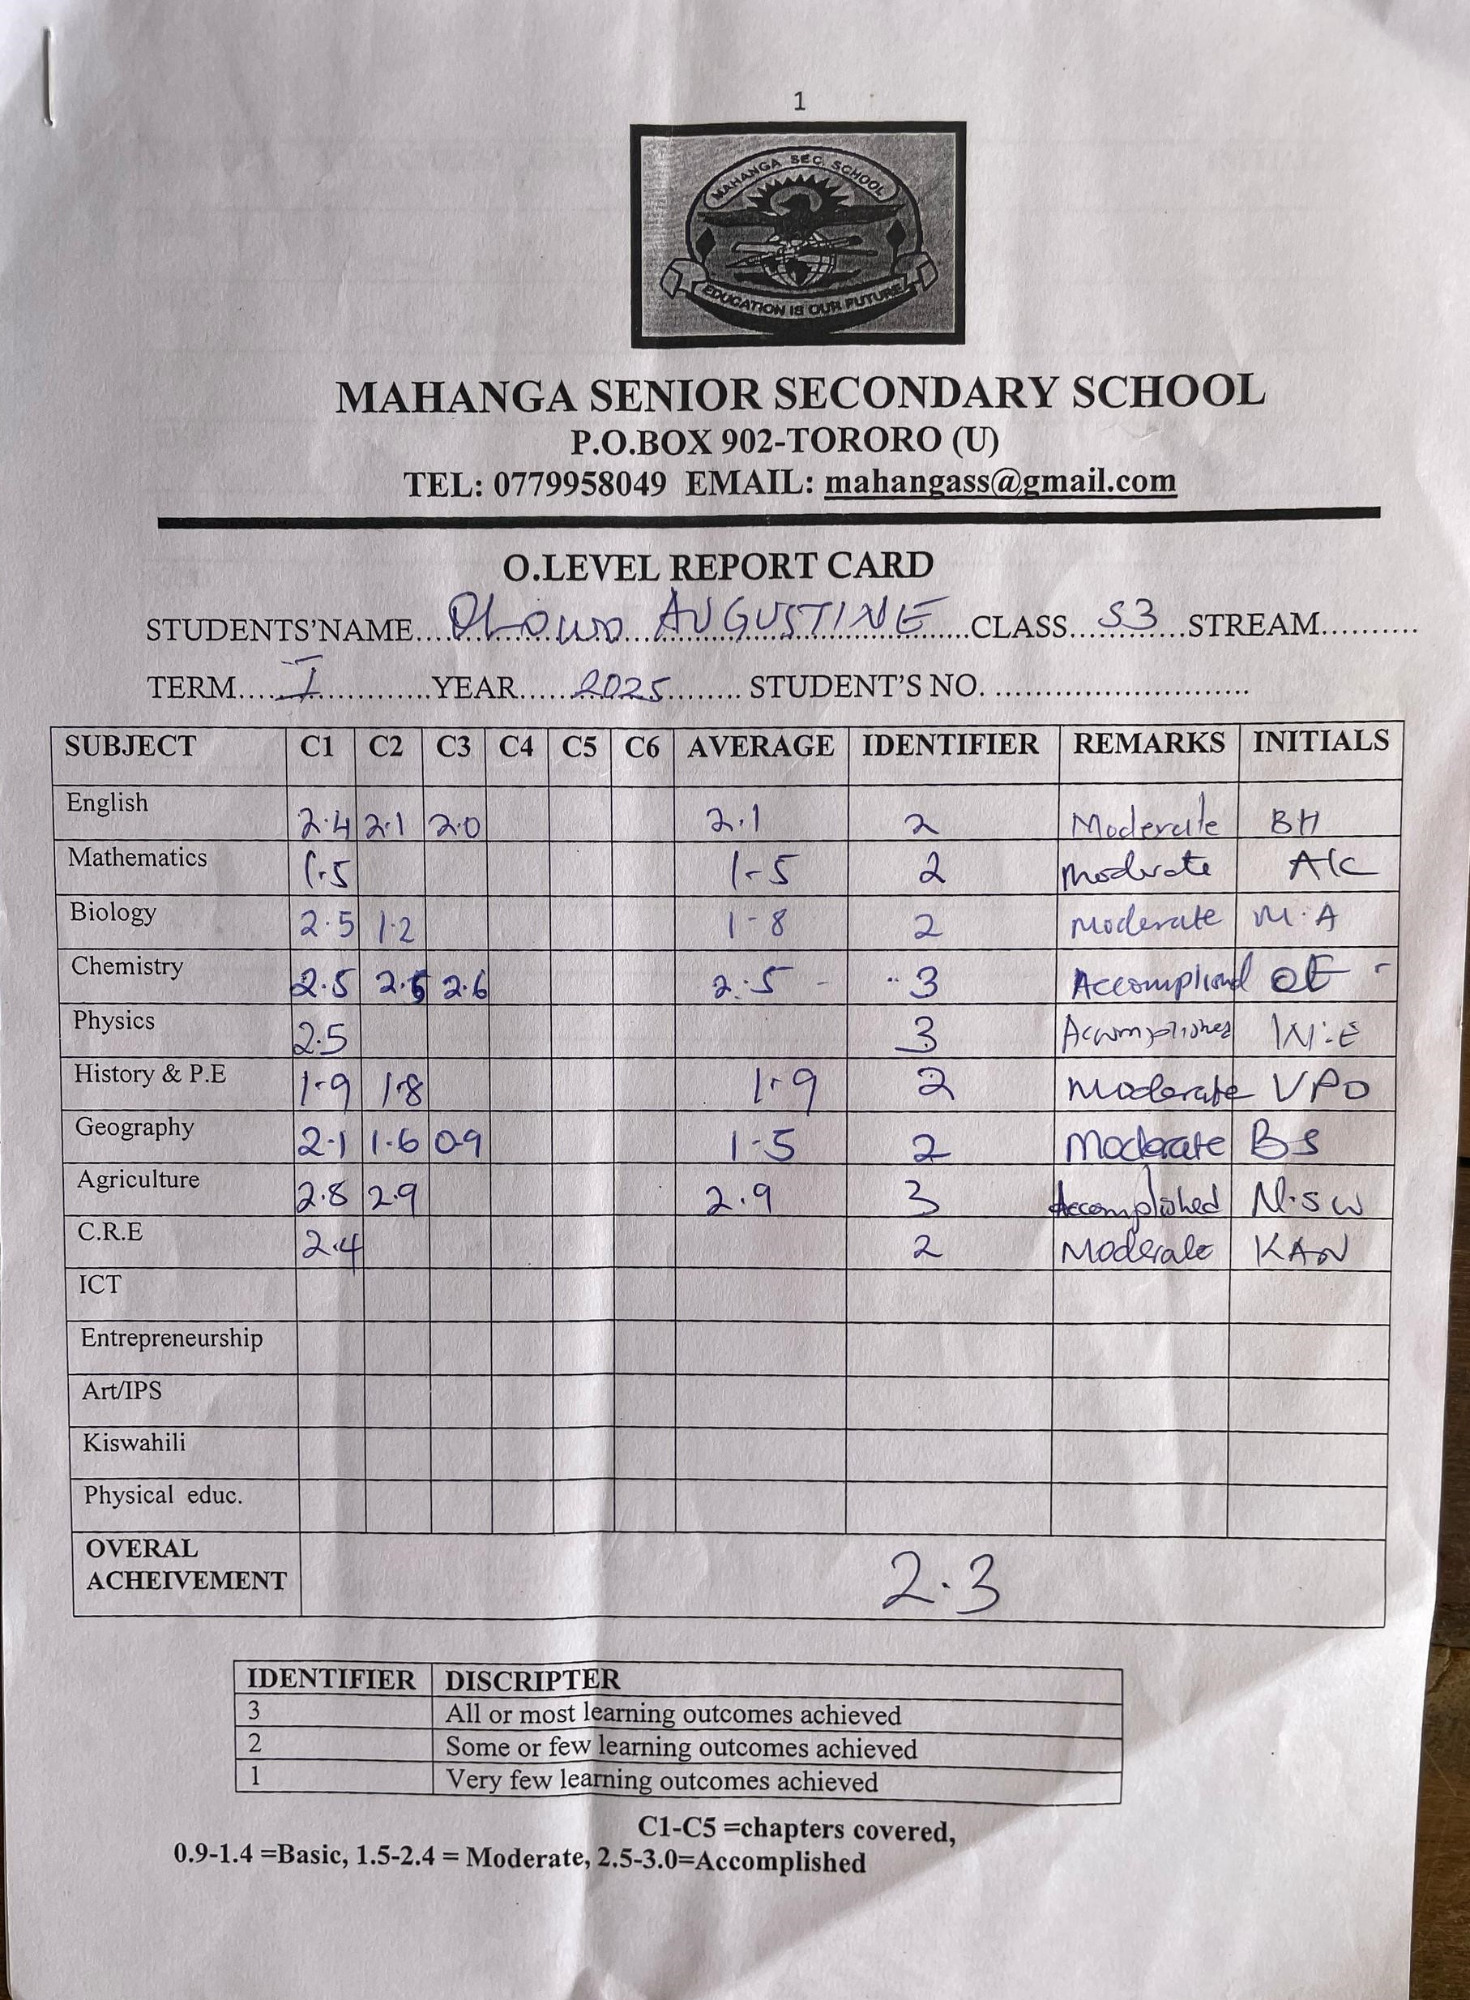 1
MAHANGA SEC. SCHOOL
EDUCATION IS OUR FUTURE
MAHANGA SENIOR SECONDARY SCHOOL
P.O.BOX 902-TORORO (U)
TEL: 0779958049 EMAIL: mahangass@gmail.com
O.LEVEL REPORT CARD
STUDENTS'NAME.... OLOWO AUGUSTINE ...CLASS... S3 ...STREAM..........
TERM..... I ...........YEAR...... 2025 ........ STUDENT'S NO. ..........................
SUBJECT C1 C2 C3 C4 C5 C6 AVERAGE IDENTIFIER REMARKS INITIALS
English 2.4 2.1 2.0 2.1 2 Moderate BH
Mathematics 1.5 1-5 2 moderate
Biology 2.5 1.2 1-8 2 Moderate M.A
Chemistry 2.5 2.5 2.6 2.5 3 OE
Physics 2.5 3
History & P.E 1-9 1.8 1.9 2 Moderate VPO
Geography 2.1 1.6 0.9 1-5 2 Moderate BS
Agriculture 2.8 2.9 2.9 3 Accomplished N.SW
C.R.E 2.4 2 Moderate KAN
ICT
Entrepreneurship
Art/IPS
Kiswahili
Physical educ.
OVERAL
ACHEIVEMENT 2.3
IDENTIFIER DISCRIPTER
3 All or most learning outcomes achieved
2 Some or few learning outcomes achieved
1 Very few learning outcomes achieved
C1-C5 =chapters covered,
0.9-1.4 =Basic, 1.5-2.4 = Moderate, 2.5-3.0=Accomplished